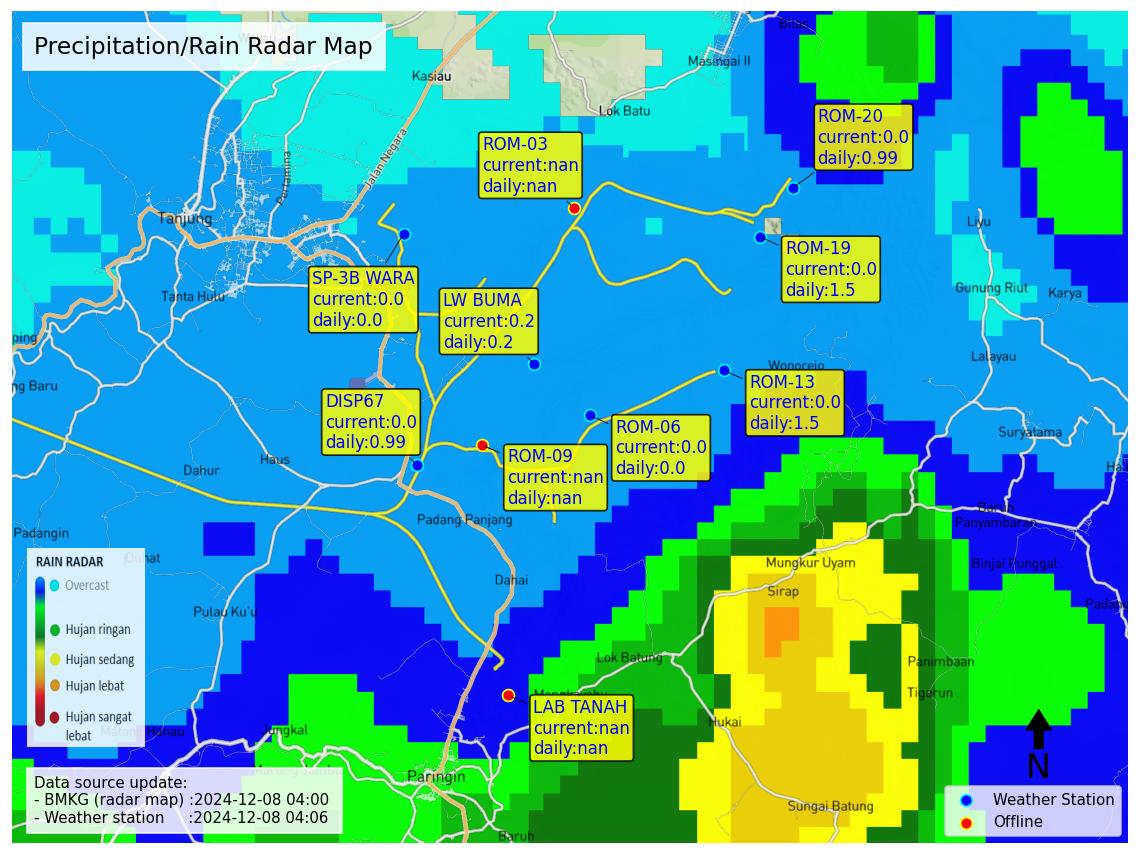 Precipitation/Rain Radar Map
Bilas
Masingai II
Kasiau
Lok Batu
ROM-20
current:0.0
daily:0.99
ROM-03
current:nan
daily:nan
Jalan Negara
Pertamina
Tanjung
Liyu
ROM-19
current:0.0
daily:1.5
SP-3B WARA
current:0.0
daily:0.0
Tanta Hulu
LW BUMA
current:0.2
daily:0.2
Gunung Riut
Karya
ping
Lalayau
Wonorejo
ng Baru
ROM-13
current:0.0
daily:1.5
DISP67
current:0.0
daily:0.99
ROM-06
current:0.0
daily:0.0
Suryatama
Haus
Dahur
ROM-09
current:nan
daily:nan
Ha
Baruh
Panyambaran
Padang Panjang
Padangin
Mungkur Uyam
Binjai Punggal
Dahai
Sirap
RAIN RADAR
Overcast
Hujan ringan
Hujan sedang
Hujan lebat
Hujan sangat
lebat
Pulau Ku'u
Padang
Lok Batung
Panimbaan
Tigarun
LAB TANAH
current:nan
daily:nan
Hukai
Jungkal
Paringin
N
Data source update:
- BMKG (radar map) :2024-12-08 04:00
- Weather station :2024-12-08 04:06
Weather Station
Offline
Sungai Batung
Baruh